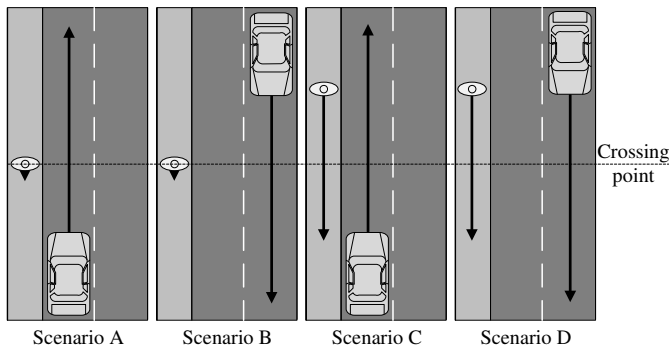 Crossing
point
Scenario A
Scenario B
Scenario C
Scenario D